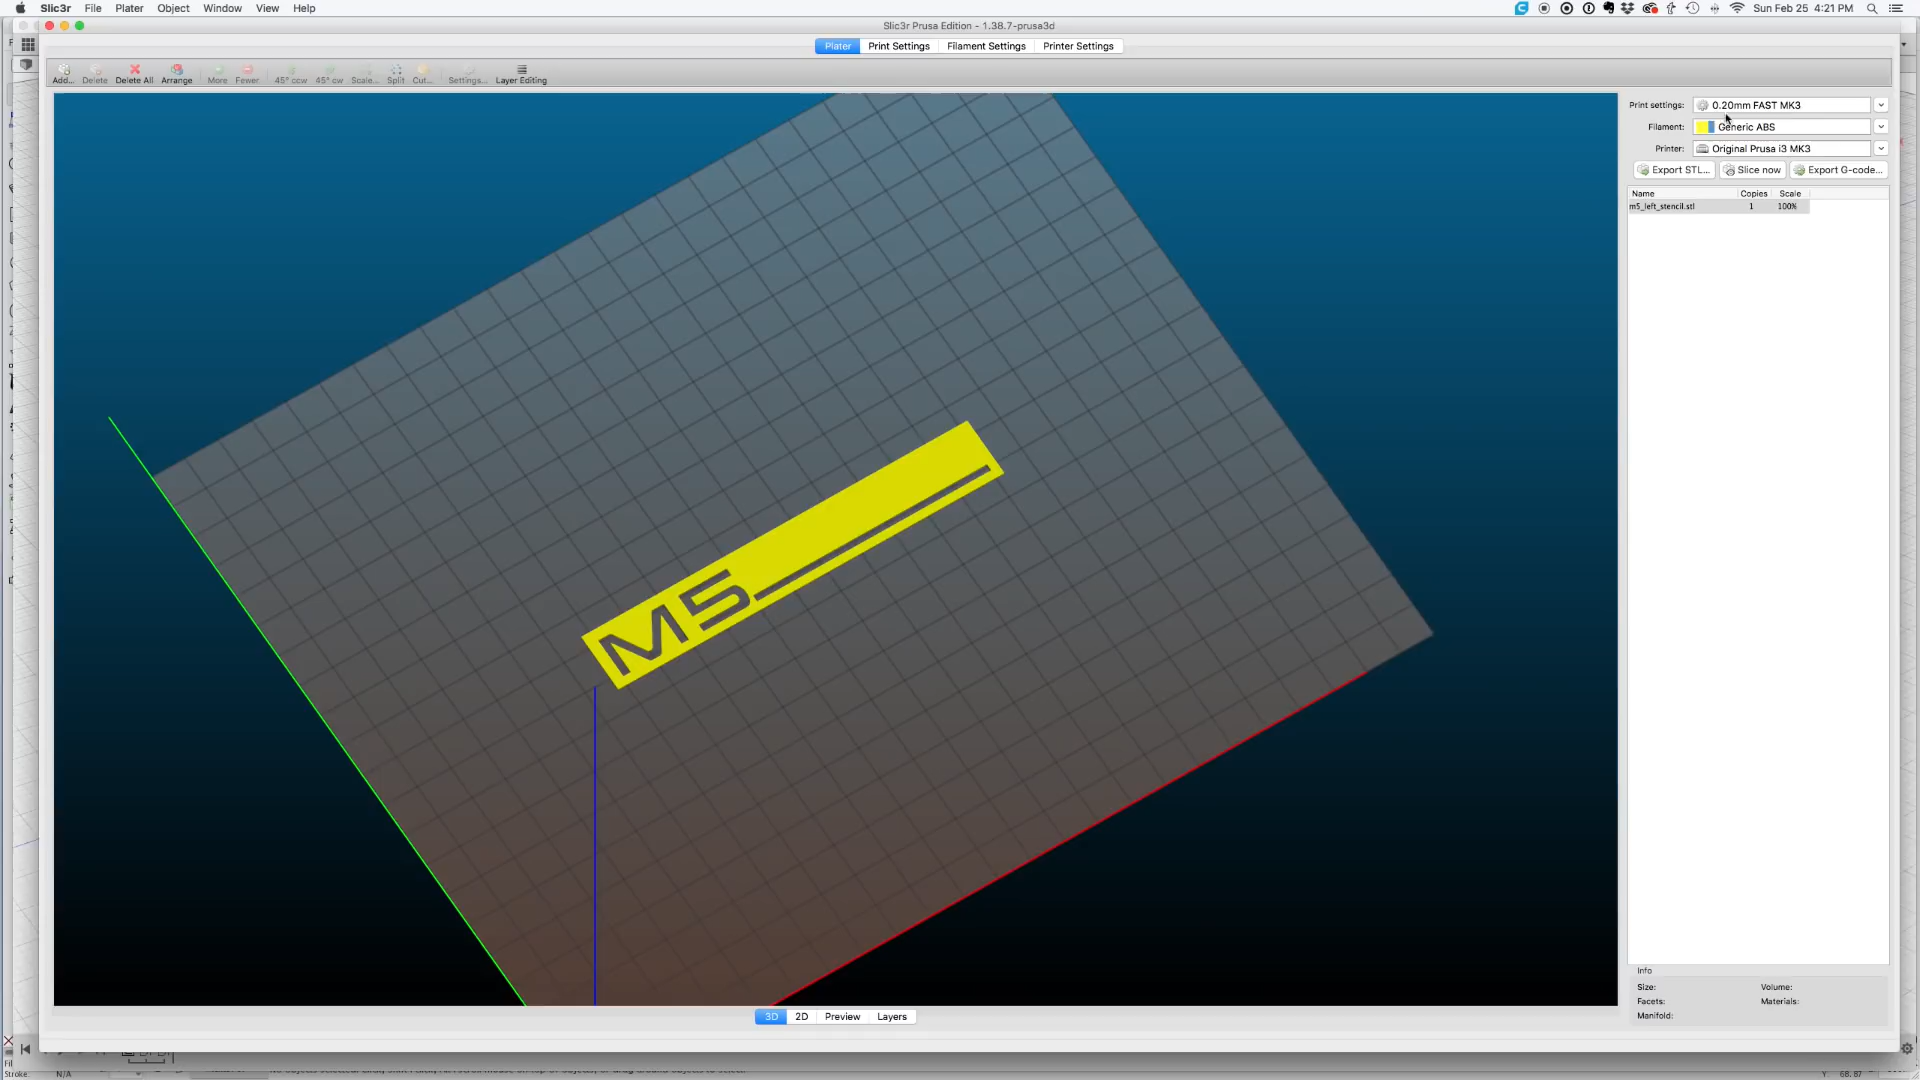 Slic3r File Plater Object Window View Help
Sun Feb 25 4:21 PM
Slic3r Prusa Edition - 1.38.7-prusa3d
Plater Print Settings Filament Settings Printer Settings
Add... Delete Delete All Arrange More Fewer 45° ccw 45° cw Scale... Split Cut... Settings... Layer Editing
Print settings: 0.20mm FAST MK3
Filament: Generic ABS
Printer: Original Prusa i3 MK3
Export STL... Slice now Export G-code...
Name Copies Scale
m5_left_stencil.stl 1 100%
M5
Info
Size: Volume:
Facets: Materials:
Manifold:
3D 2D Preview Layers
Fil
Stroke N/A
Y: 68.87